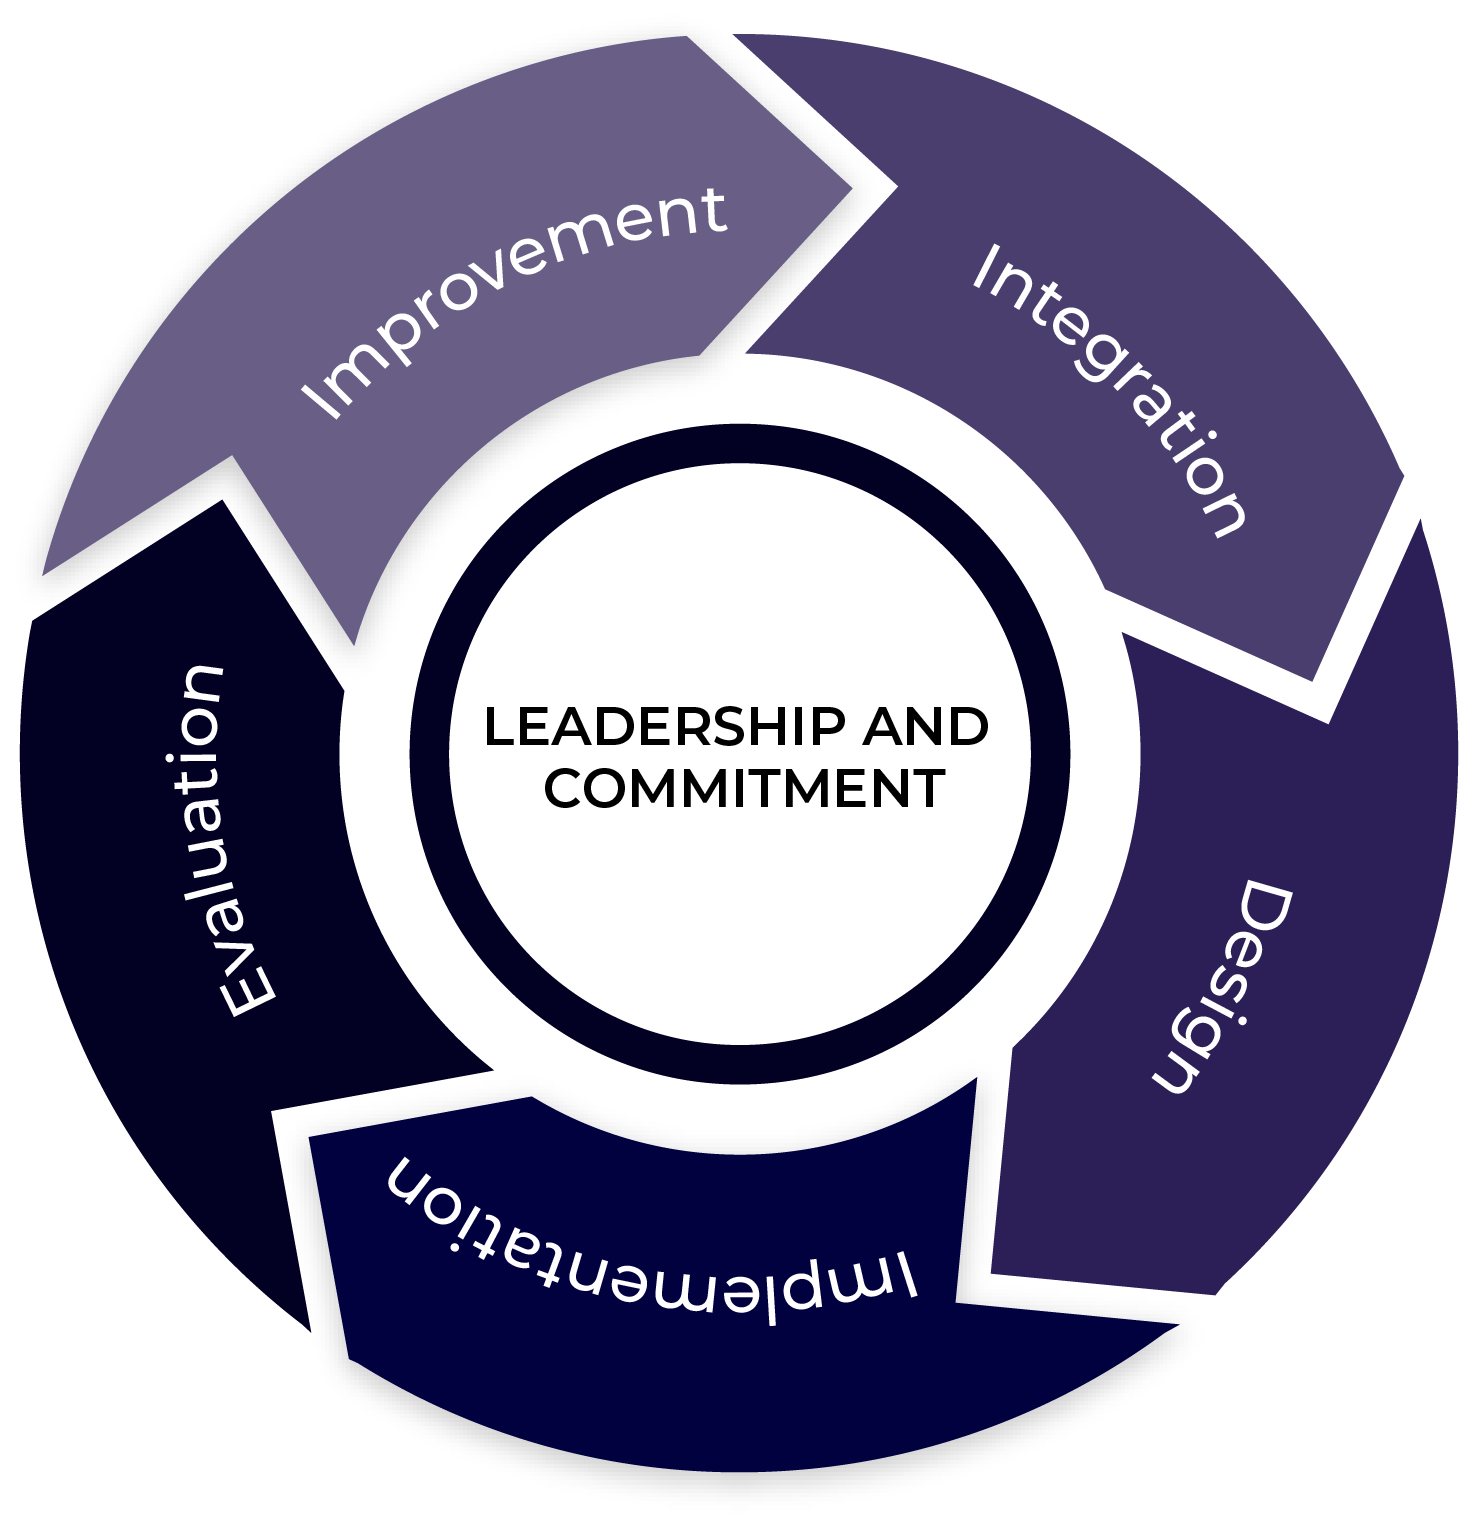 Improvement
Integration
Design
Implementation
Evaluation
LEADERSHIP AND
COMMITMENT